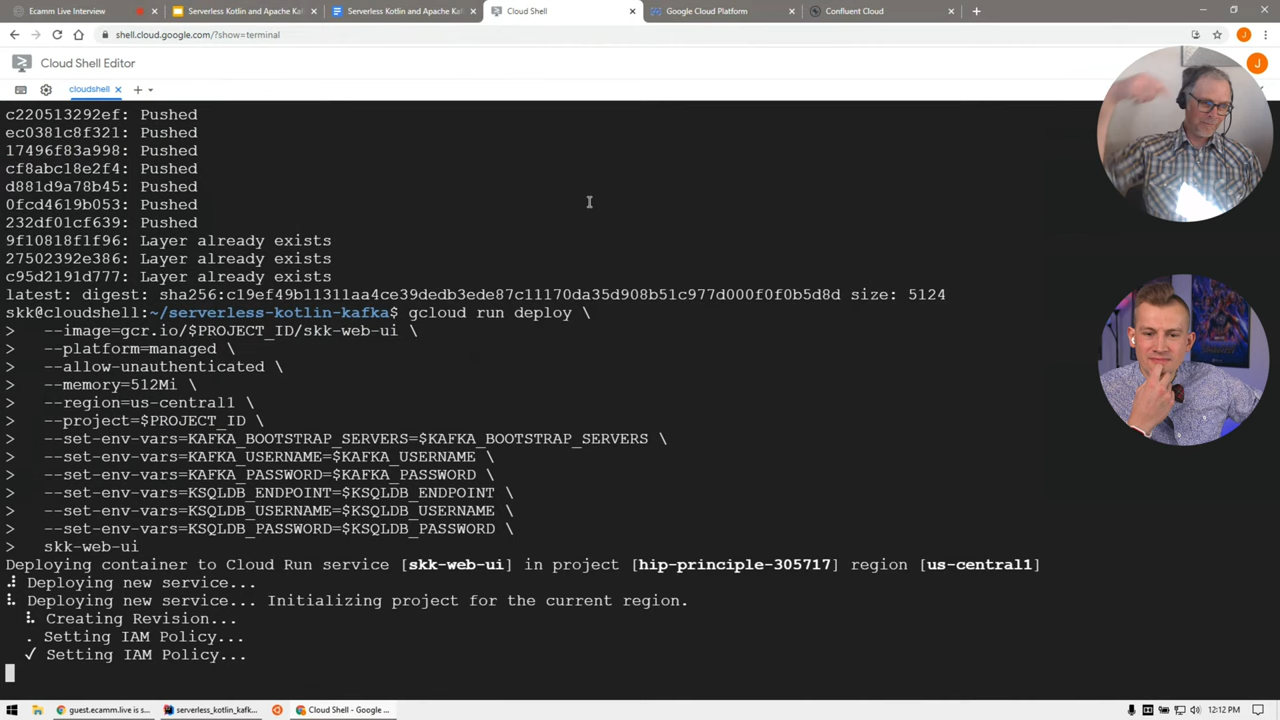 Ecamm Live Interview
Serverless Kotlin and Apache Kaf
Serverless Kotlin and Apache Kaf
Cloud Shell
Google Cloud Platform
Confluent Cloud
shell.cloud.google.com/?show=terminal
J
Cloud Shell Editor
J
cloudshell
c220513292ef: Pushed
ec0381c8f321: Pushed
17496f83a998: Pushed
cf8abc18e2f4: Pushed
d881d9a78b45: Pushed
0fcd4619b053: Pushed
232df01cf639: Pushed
9f10818f1f96: Layer already exists
27502392e386: Layer already exists
c95d2191d777: Layer already exists
latest: digest: sha256:c19ef49b11311aa4ce39dedb3ede87c11170da35d908b51c977d000f0f0b5d8d size: 5124
skk@cloudshell:~/serverless-kotlin-kafka$ gcloud run deploy \
> --image=gcr.io/$PROJECT_ID/skk-web-ui \
> --platform=managed \
> --allow-unauthenticated \
> --memory=512Mi \
> --region=us-central1 \
> --project=$PROJECT_ID \
> --set-env-vars=KAFKA_BOOTSTRAP_SERVERS=$KAFKA_BOOTSTRAP_SERVERS \
> --set-env-vars=KAFKA_USERNAME=$KAFKA_USERNAME \
> --set-env-vars=KAFKA_PASSWORD=$KAFKA_PASSWORD \
> --set-env-vars=KSQLDB_ENDPOINT=$KSQLDB_ENDPOINT \
> --set-env-vars=KSQLDB_USERNAME=$KSQLDB_USERNAME \
> --set-env-vars=KSQLDB_PASSWORD=$KSQLDB_PASSWORD \
> skk-web-ui
Deploying container to Cloud Run service [skk-web-ui] in project [hip-principle-305717] region [us-central1]
Deploying new service...
Deploying new service... Initializing project for the current region.
Creating Revision...
. Setting IAM Policy...
✓ Setting IAM Policy...
guest.ecamm.live is s...
serverless_kotlin_kafk...
Cloud Shell - Google ...
12:12 PM